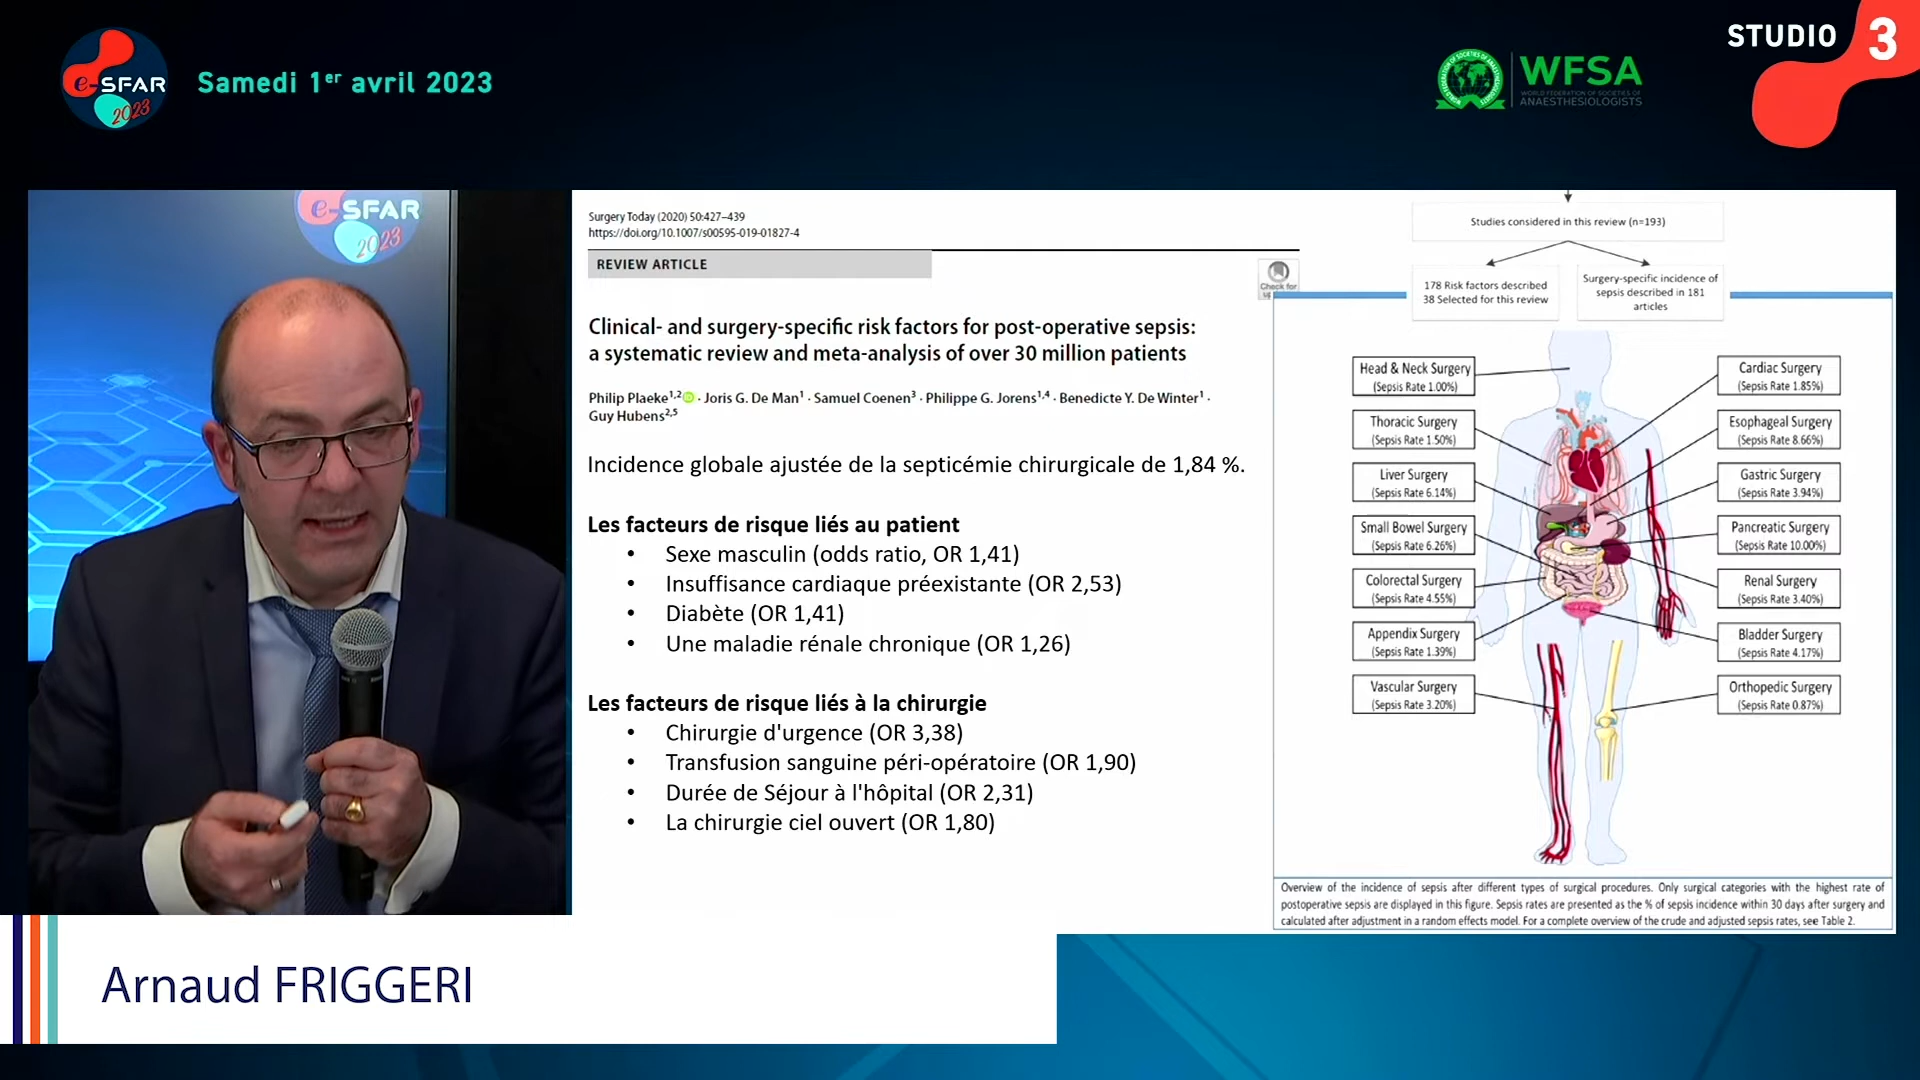 e-SFAR
2023
Samedi 1er avril 2023
WORLD FEDERATION OF SOCIETIES OF ANAESTHESIOLOGISTS
WFSA
WORLD FEDERATION OF SOCIETIES OF
ANAESTHESIOLOGISTS
STUDIO 3
e-SFAR
2023
Surgery Today (2020) 50:427–439
https://doi.org/10.1007/s00595-019-01827-4
REVIEW ARTICLE
Check for
Clinical- and surgery-specific risk factors for post-operative sepsis:
a systematic review and meta-analysis of over 30 million patients
Philip Plaeke1,2 · Joris G. De Man1 · Samuel Coenen3 · Philippe G. Jorens1,4 · Benedicte Y. De Winter1 ·
Guy Hubens2,5
Incidence globale ajustée de la septicémie chirurgicale de 1,84 %.
Les facteurs de risque liés au patient
• Sexe masculin (odds ratio, OR 1,41)
• Insuffisance cardiaque préexistante (OR 2,53)
• Diabète (OR 1,41)
• Une maladie rénale chronique (OR 1,26)
Les facteurs de risque liés à la chirurgie
• Chirurgie d'urgence (OR 3,38)
• Transfusion sanguine péri-opératoire (OR 1,90)
• Durée de Séjour à l'hôpital (OR 2,31)
• La chirurgie ciel ouvert (OR 1,80)
Studies considered in this review (n=193)
178 Risk factors described
38 Selected for this review
Surgery-specific incidence of
sepsis described in 181
articles
Head & Neck Surgery
(Sepsis Rate 1.00%)
Thoracic Surgery
(Sepsis Rate 1.50%)
Liver Surgery
(Sepsis Rate 6.14%)
Small Bowel Surgery
(Sepsis Rate 6.26%)
Colorectal Surgery
(Sepsis Rate 4.55%)
Appendix Surgery
(Sepsis Rate 1.39%)
Vascular Surgery
(Sepsis Rate 3.20%)
Cardiac Surgery
(Sepsis Rate 1.85%)
Esophageal Surgery
(Sepsis Rate 8.66%)
Gastric Surgery
(Sepsis Rate 3.94%)
Pancreatic Surgery
(Sepsis Rate 10.00%)
Renal Surgery
(Sepsis Rate 3.40%)
Bladder Surgery
(Sepsis Rate 4.17%)
Orthopedic Surgery
(Sepsis Rate 0.87%)
Overview of the incidence of sepsis after different types of surgical procedures. Only surgical categories with the highest rate of
postoperative sepsis are displayed in this figure. Sepsis rates are presented as the % of sepsis incidence within 30 days after surgery and
calculated after adjustment in a random effects model. For a complete overview of the crude and adjusted sepsis rates, see Table 2.
Arnaud FRIGGERI